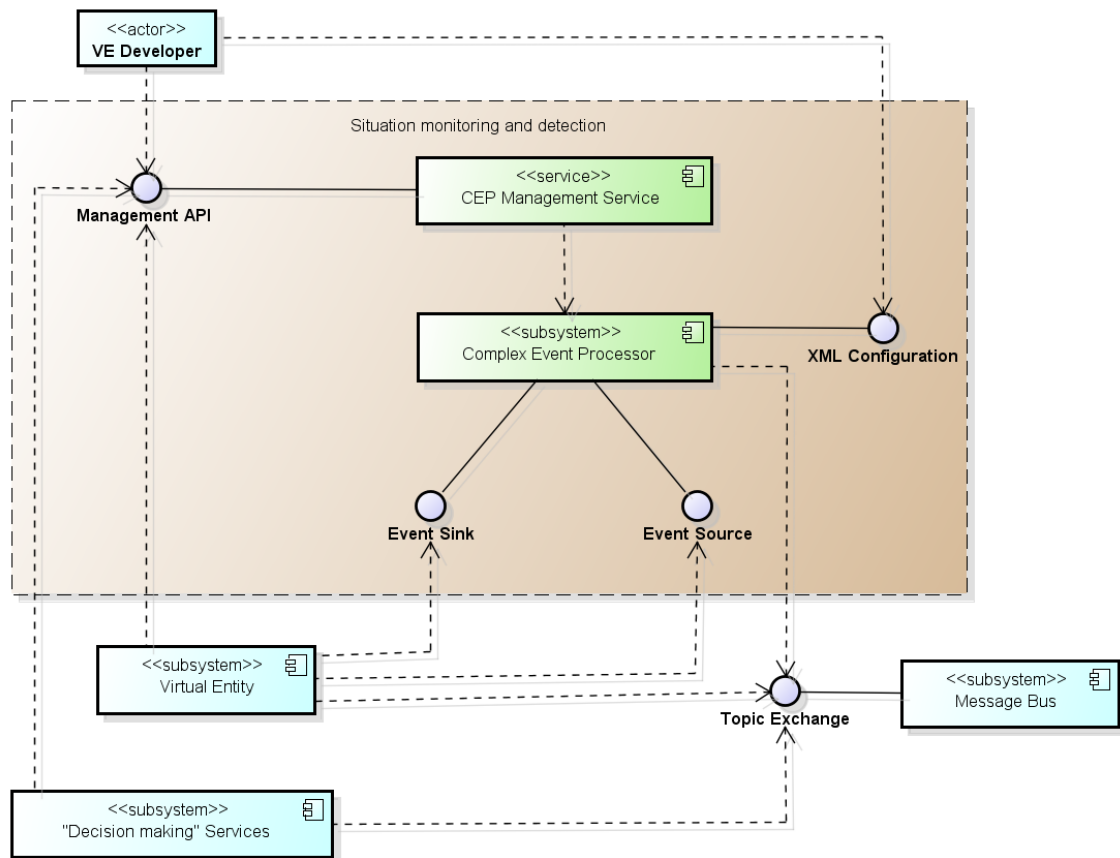 <<actor>>
VE Developer
Situation monitoring and detection
<<service>>
CEP Management Service
Management API
<<subsystem>>
Complex Event Processor
XML Configuration
Event Sink
Event Source
<<subsystem>>
Virtual Entity
<<subsystem>>
Message Bus
Topic Exchange
<<subsystem>>
"Decision making" Services